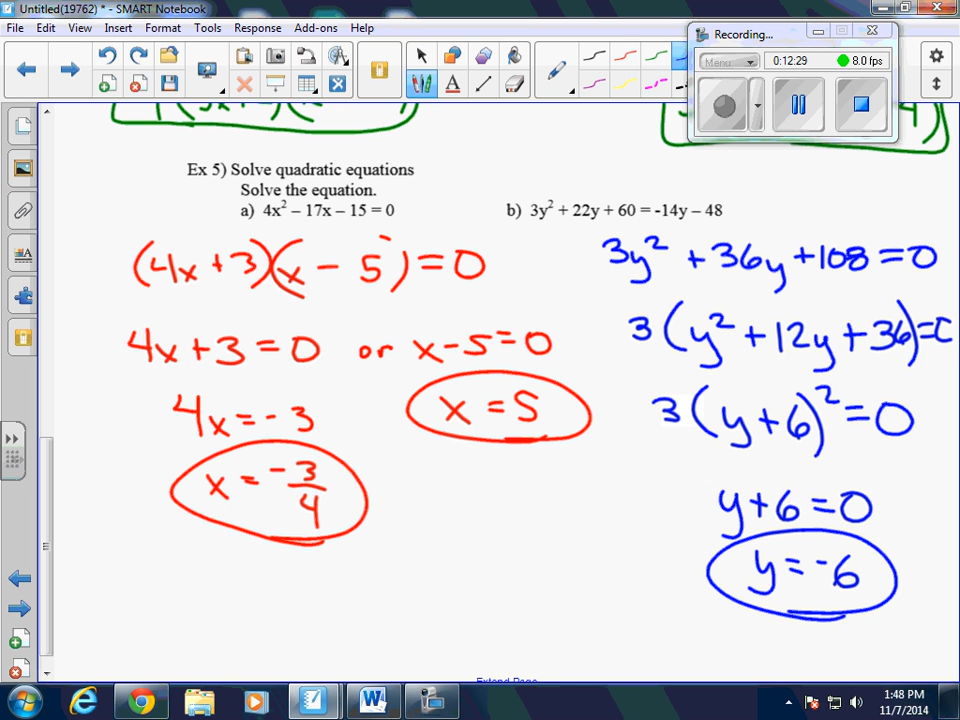 Untitled(19762) * - SMART Notebook
File Edit View Insert Format Tools Response Add-ons Help
Recording...
Menu
0:12:29 8.0 fps
Ex 5) Solve quadratic equations
Solve the equation.
a) 4x² – 17x – 15 = 0
b) 3y² + 22y + 60 = -14y – 48
(4x+3)(x – 5)=0
4x+3=0 or x-5=0
4x=-3
x=5
x=-3/4
3y²+36y+108=0
3(y²+12y+36)=0
3(y+6)²=0
y+6=0
y=-6
Extend Page
1:48 PM
11/7/2014